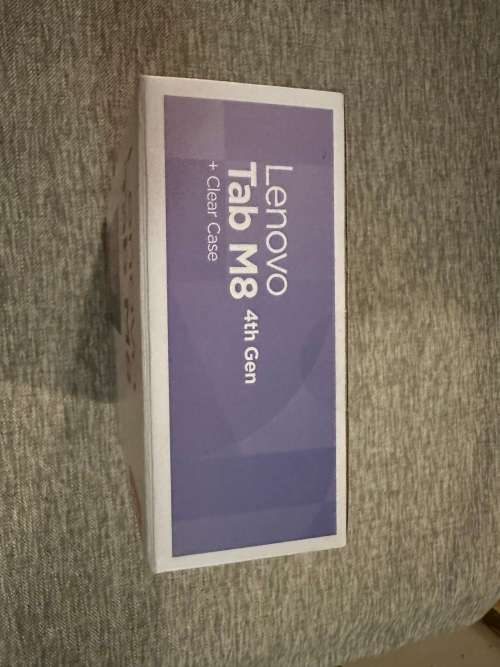 Lenovo
Tab M8 4th Gen
+ Clear Case